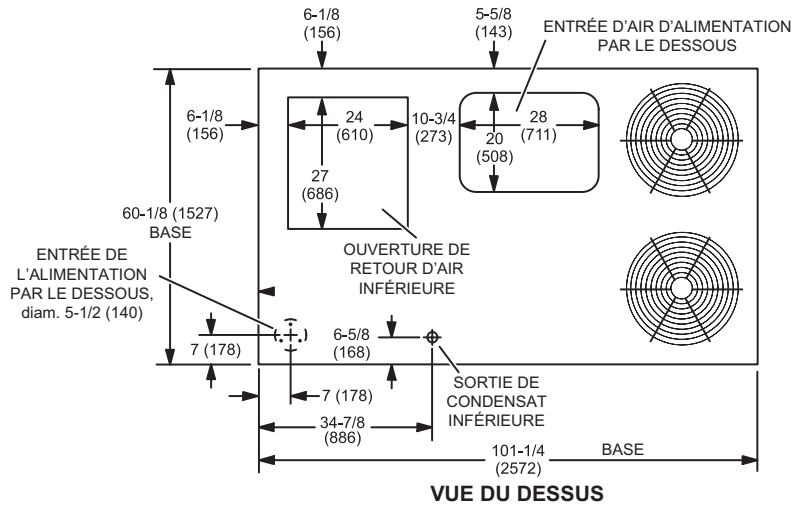 6-1/8
(156)
5-5/8
(143)
ENTRÉE D'AIR D'ALIMENTATION
PAR LE DESSOUS
6-1/8
(156)
24
(610)
10-3/4
(273)
28
(711)
20
(508)
27
(686)
60-1/8 (1527)
BASE
OUVERTURE DE
RETOUR D'AIR
INFÉRIEURE
ENTRÉE DE
L'ALIMENTATION
PAR LE DESSOUS,
diam. 5-1/2 (140)
7 (178)
6-5/8
(168)
7 (178)
SORTIE DE
CONDENSAT
INFÉRIEURE
34-7/8
(886)
101-1/4
(2572)
BASE
VUE DU DESSUS